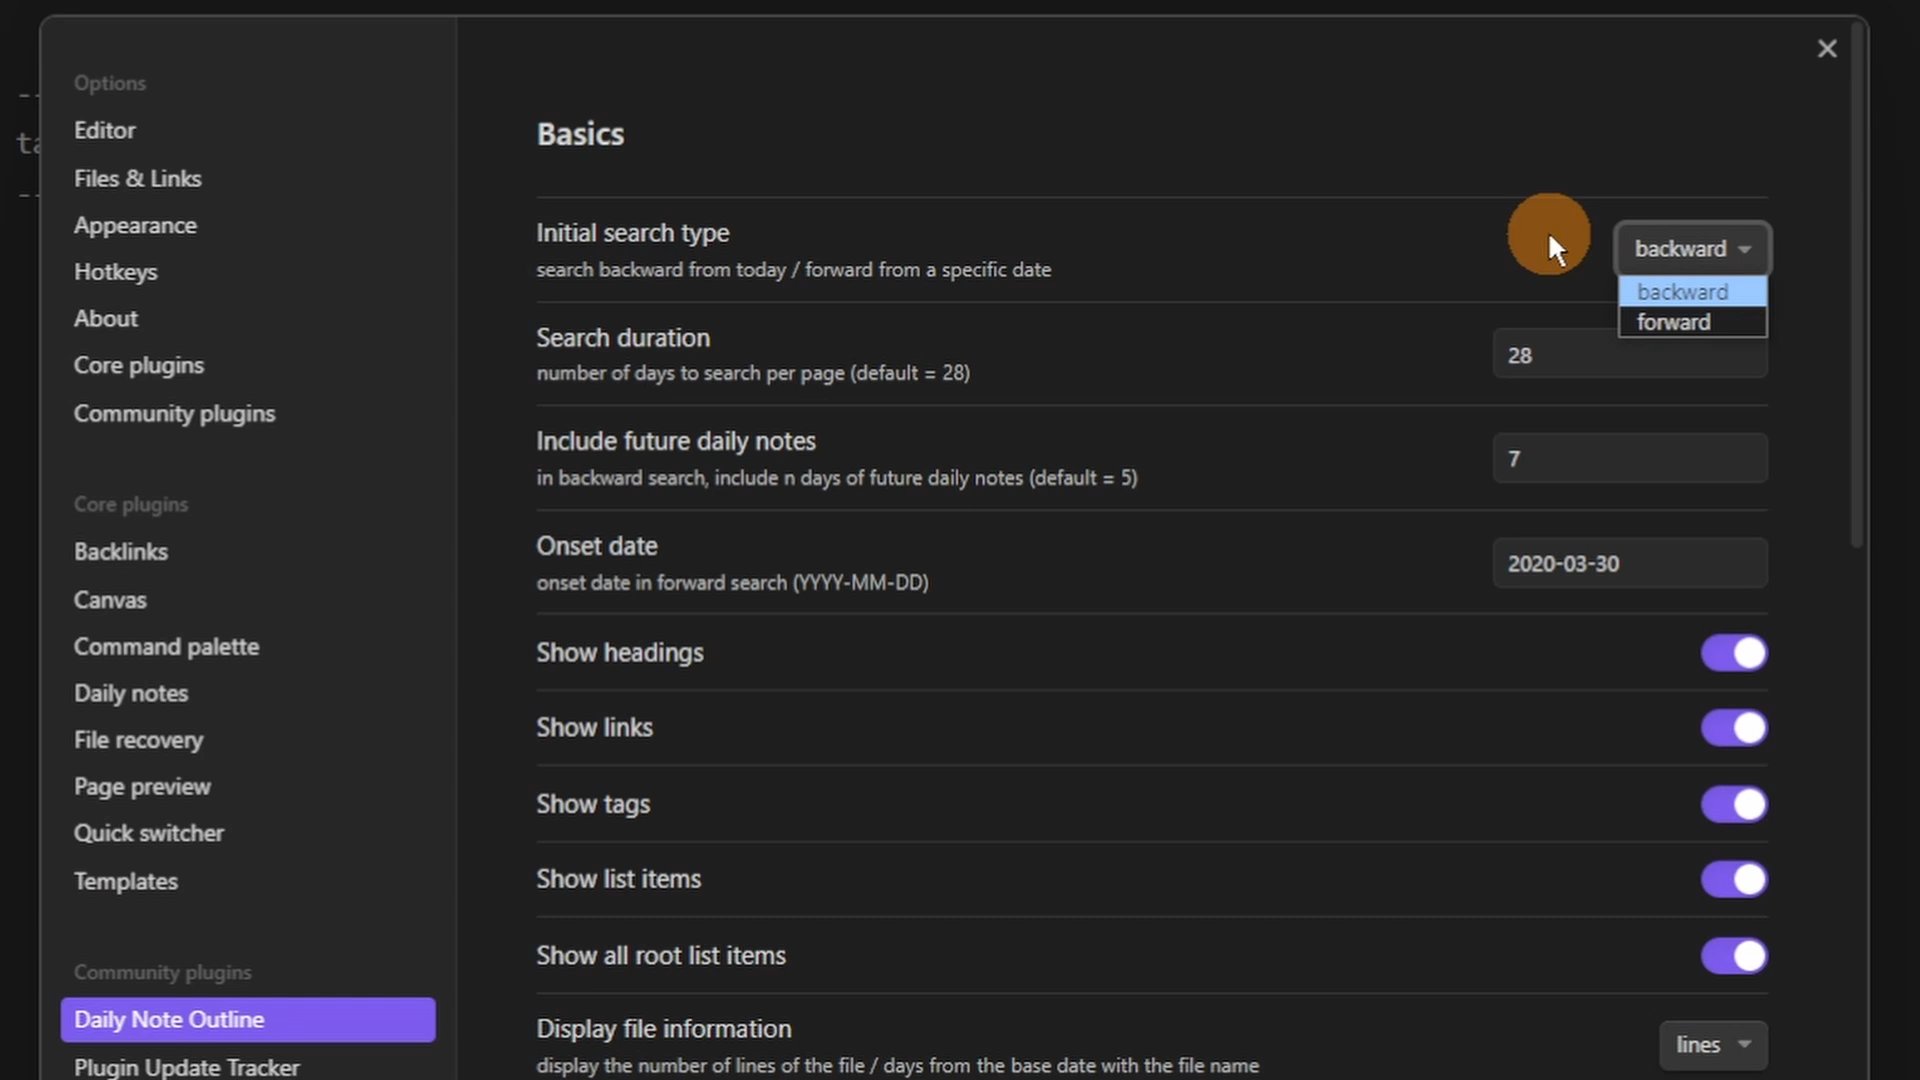 --
ta
--
Options
Editor
Files & Links
Appearance
Hotkeys
About
Core plugins
Community plugins
Core plugins
Backlinks
Canvas
Command palette
Daily notes
File recovery
Page preview
Quick switcher
Templates
Community plugins
Daily Note Outline
Plugin Update Tracker
Basics
Initial search type
search backward from today / forward from a specific date
backward
backward
forward
Search duration
number of days to search per page (default = 28)
28
Include future daily notes
in backward search, include n days of future daily notes (default = 5)
7
Onset date
onset date in forward search (YYYY-MM-DD)
2020-03-30
Show headings
Show links
Show tags
Show list items
Show all root list items
Display file information
display the number of lines of the file / days from the base date with the file name
lines